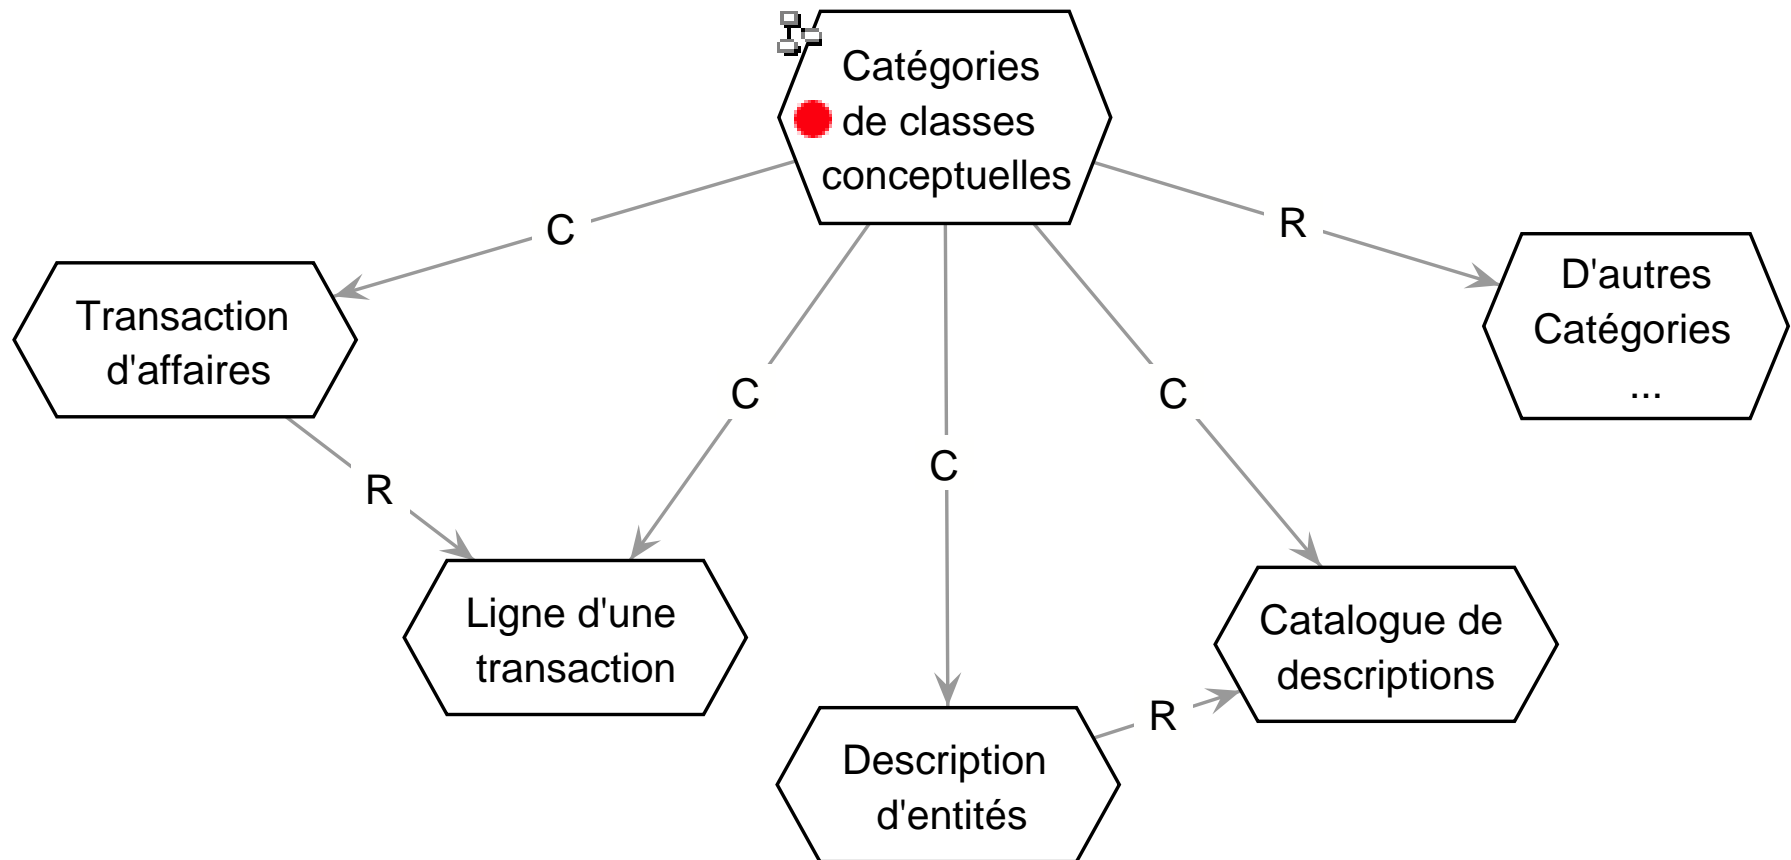 Catégories
de classes
conceptuelles
C
R
Transaction
d'affaires
D'autres
Catégories
...
C
C
C
R
Ligne d'une
transaction
Catalogue de
descriptions
R
Description
d'entités